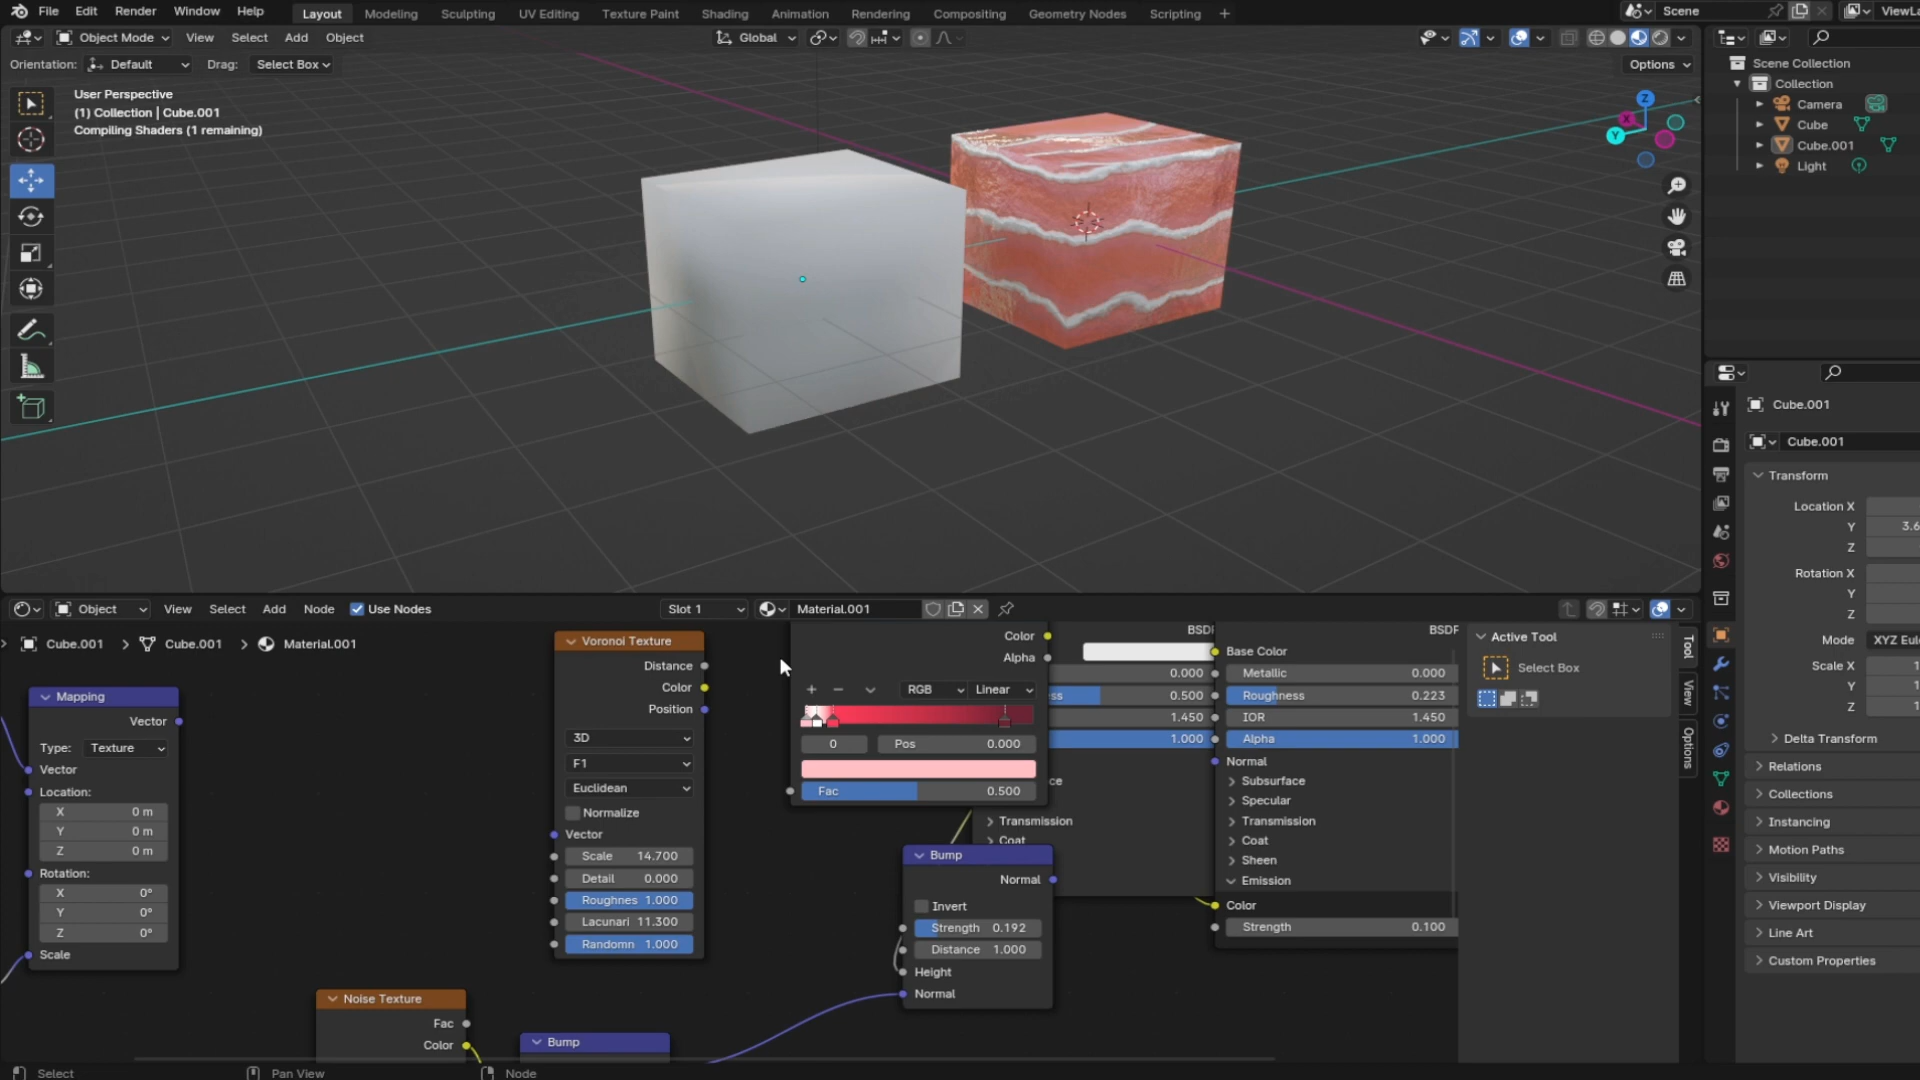 File Edit Render Window Help Layout Modeling Sculpting UV Editing Texture Paint Shading Animation Rendering Compositing Geometry Nodes Scripting + Scene
Object Mode View Select Add Object Global
Orientation: Default Drag: Select Box Options
User Perspective
(1) Collection | Cube.001
Compiling Shaders (1 remaining)
Z
X
Y
Scene Collection
Collection
Camera
Cube
Cube.001
Light
Cube.001
Cube.001
Transform
Location X
Y 3.6
Z
Rotation X
Y
Z
Mode XYZ Eul
Scale X 1
Y 1
Z 1
Delta Transform
Relations
Collections
Instancing
Motion Paths
Visibility
Viewport Display
Line Art
Custom Properties
Object View Select Add Node Use Nodes Slot 1 Material.001
Cube.001 > Cube.001 > Material.001
Mapping
Vector
Type: Texture
Vector
Location:
X 0 m
Y 0 m
Z 0 m
Rotation:
X 0°
Y 0°
Z 0°
Scale
Noise Texture
Fac
Color
Bump
Voronoi Texture
Distance
Color
Position
3D
F1
Euclidean
Normalize
Vector
Scale 14.700
Detail 0.000
Roughnes 1.000
Lacunari 11.300
Randomn 1.000
Color
Alpha
RGB Linear
0 Pos 0.000
Fac 0.500
Bump
Normal
Invert
Strength 0.192
Distance 1.000
Height
Normal
BSDF
0.000
ss 0.500
1.450
1.000
ce
Transmission
Coat
BSDF
Base Color
Metallic 0.000
Roughness 0.223
IOR 1.450
Alpha 1.000
Normal
Subsurface
Specular
Transmission
Coat
Sheen
Emission
Color
Strength 0.100
Active Tool
Select Box
Tool
View
Options
Select Pan View Node